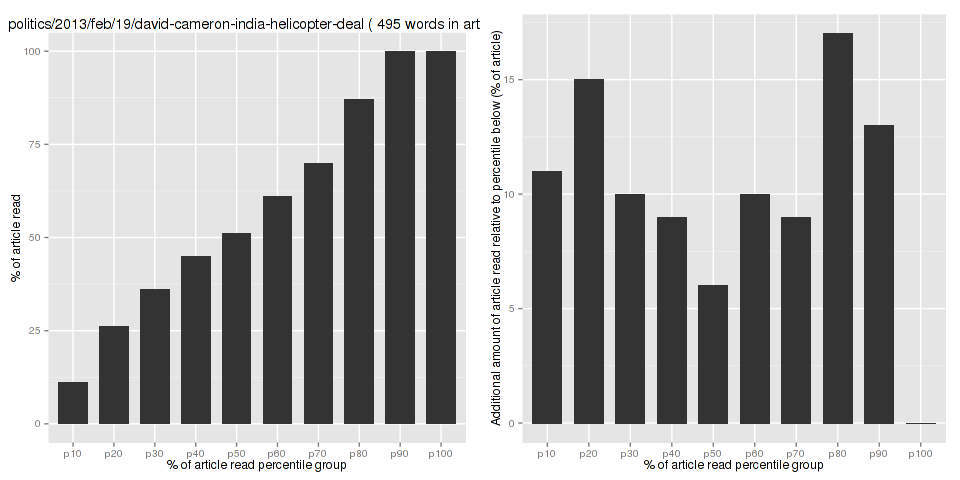 politics/2013/feb/19/david-cameron-india-helicopter-deal ( 495 words in art
% of article read
100
75
50
25
0
p10 p20 p30 p40 p50 p60 p70 p80 p90 p100
% of article read percentile group
Additional amount of article read relative to percentile below (% of article)
15
10
5
0
p10 p20 p30 p40 p50 p60 p70 p80 p90 p100
% of article read percentile group